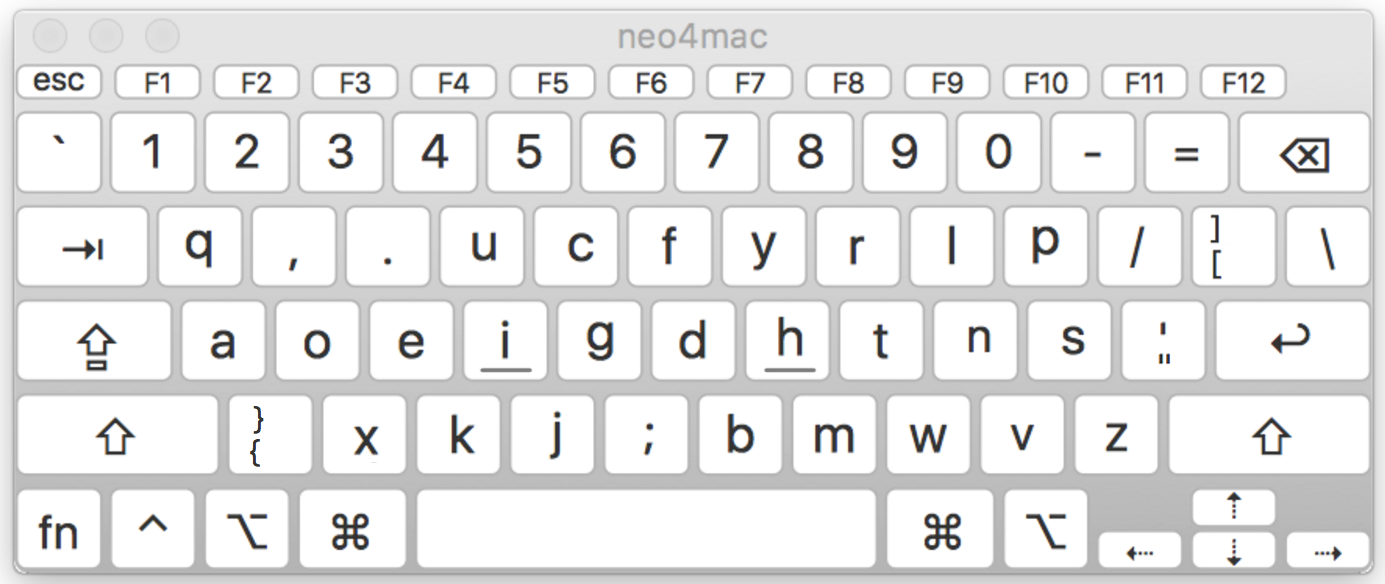 neo4mac
esc F1 F2 F3 F4 F5 F6 F7 F8 F9 F10 F11 F12
` 1 2 3 4 5 6 7 8 9 0 - = ⌫
⇥ q , . u c f y r l p / ] [ \
⇪ a o e i g d h t n s ' " ↩
⇧ } { x k j ; b m w v z ⇧
fn ^ ⌥ ⌘ ⌘ ⌥ ⇠ ⇡ ⇣ ⇢